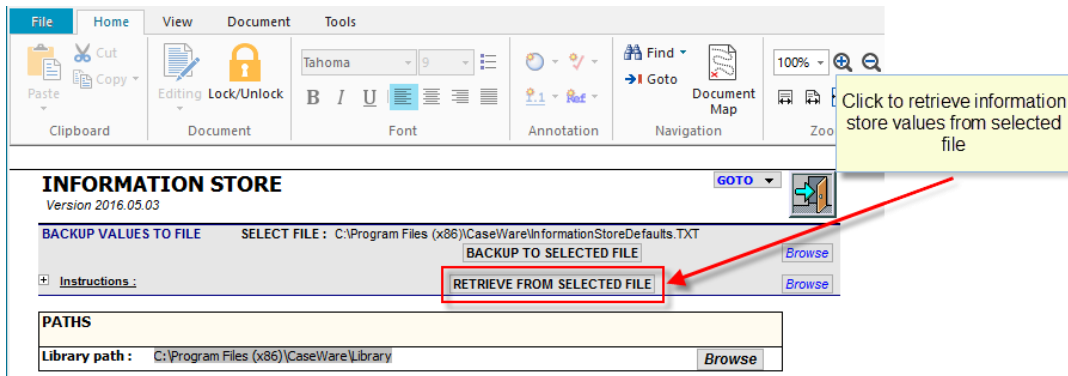 File Home View Document Tools
Cut
Copy
Paste
Editing Lock/Unlock
Tahoma 9
B I U
1.1 Ref
Find
Goto
Document
Map
100%
Clipboard Document Font Annotation Navigation Zoo
Click to retrieve information
store values from selected
file
INFORMATION STORE
Version 2016.05.03
GOTO
BACKUP VALUES TO FILE SELECT FILE : C:\Program Files (x86)\CaseWare\InformationStoreDefaults.TXT
BACKUP TO SELECTED FILE Browse
Instructions : RETRIEVE FROM SELECTED FILE Browse
PATHS
Library path : C:\Program Files (x86)\CaseWare\Library Browse